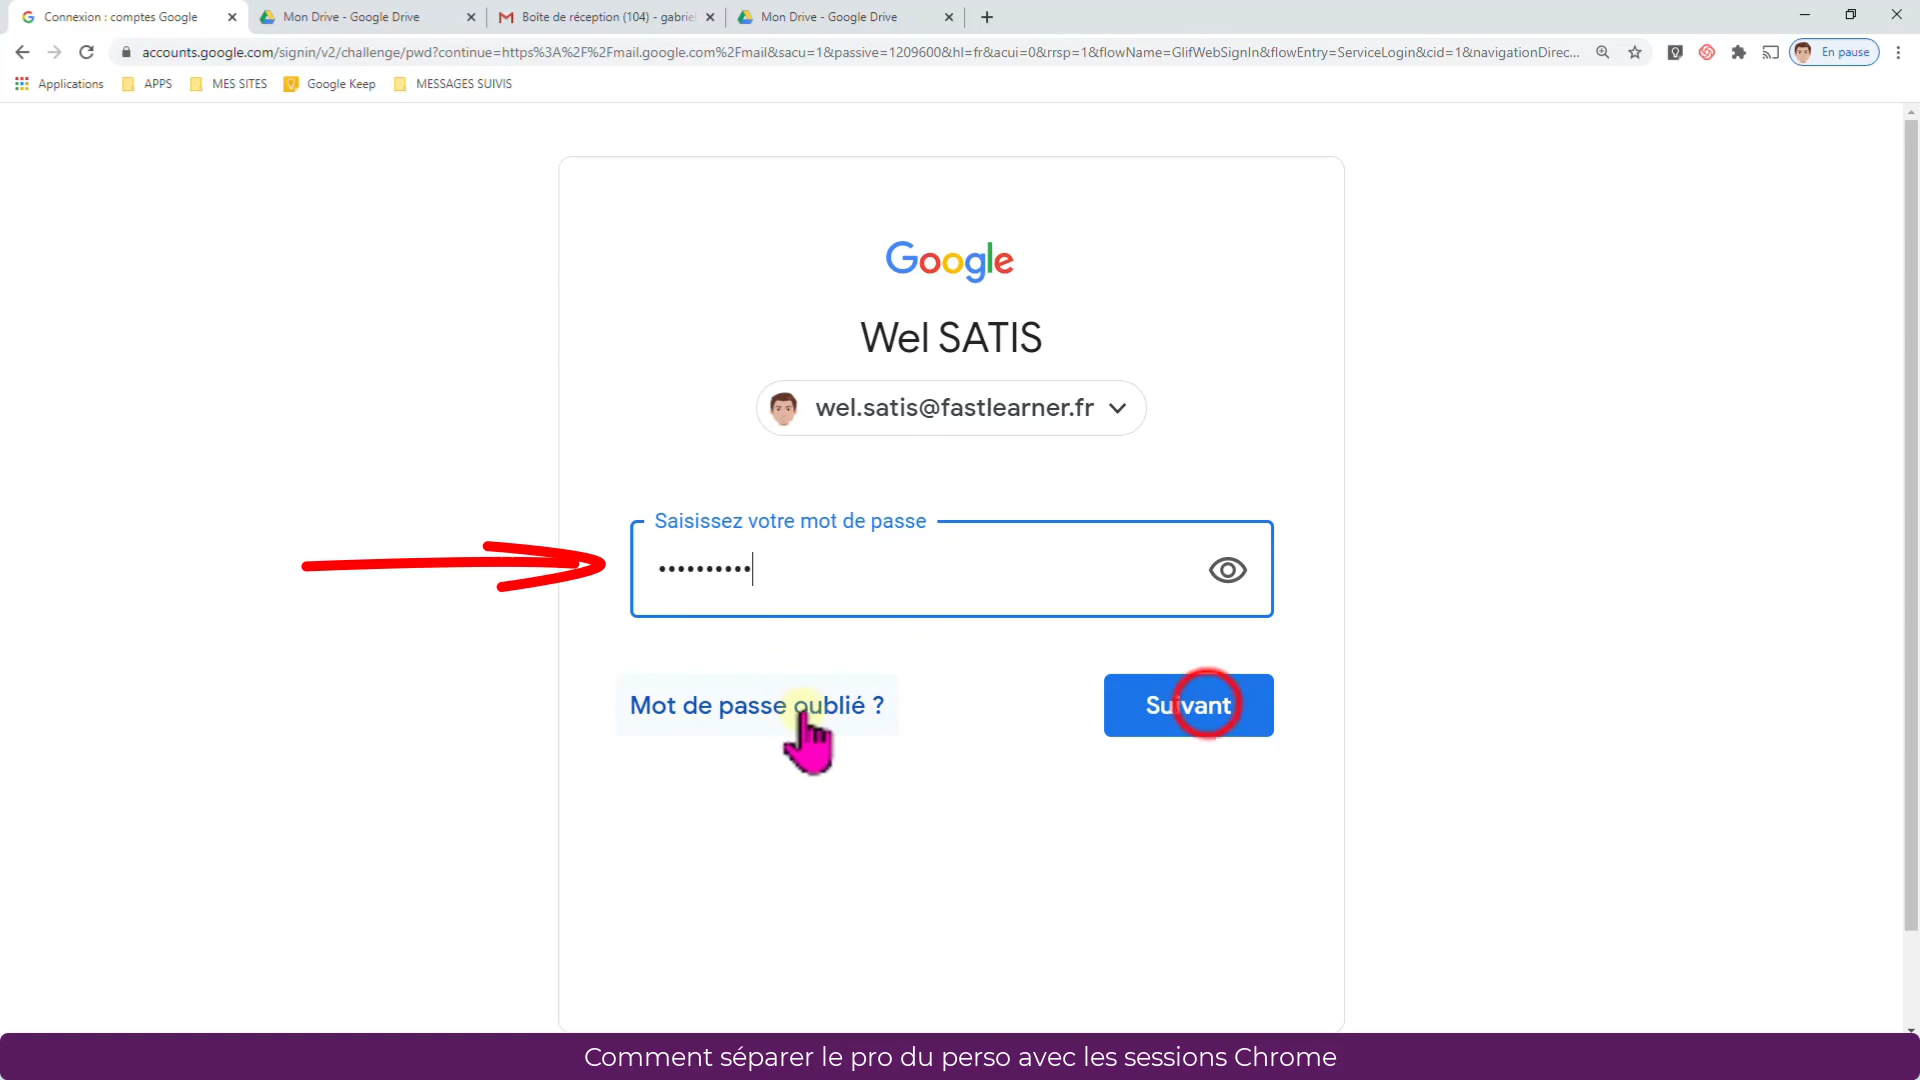 Connexion : comptes Google
Mon Drive - Google Drive
Boîte de réception (104) - gabrie
Mon Drive - Google Drive
accounts.google.com/signin/v2/challenge/pwd?continue=https%3A%2F%2Fmail.google.com%2Fmail&sacu=1&passive=1209600&hl=fr&acui=0&rrsp=1&flowName=GlifWebSignIn&flowEntry=ServiceLogin&cid=1&navigationDirec...
En pause
Applications
APPS
MES SITES
Google Keep
MESSAGES SUIVIS
Google
Wel SATIS
wel.satis@fastlearner.fr
Saisissez votre mot de passe
••••••••••
Mot de passe oublié ?
Suivant
Comment séparer le pro du perso avec les sessions Chrome